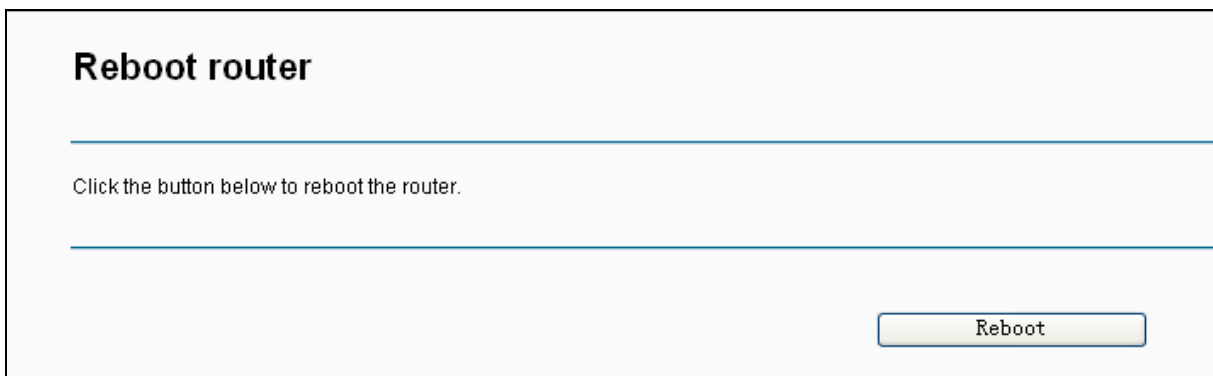 Reboot router
Click the button below to reboot the router.
Reboot